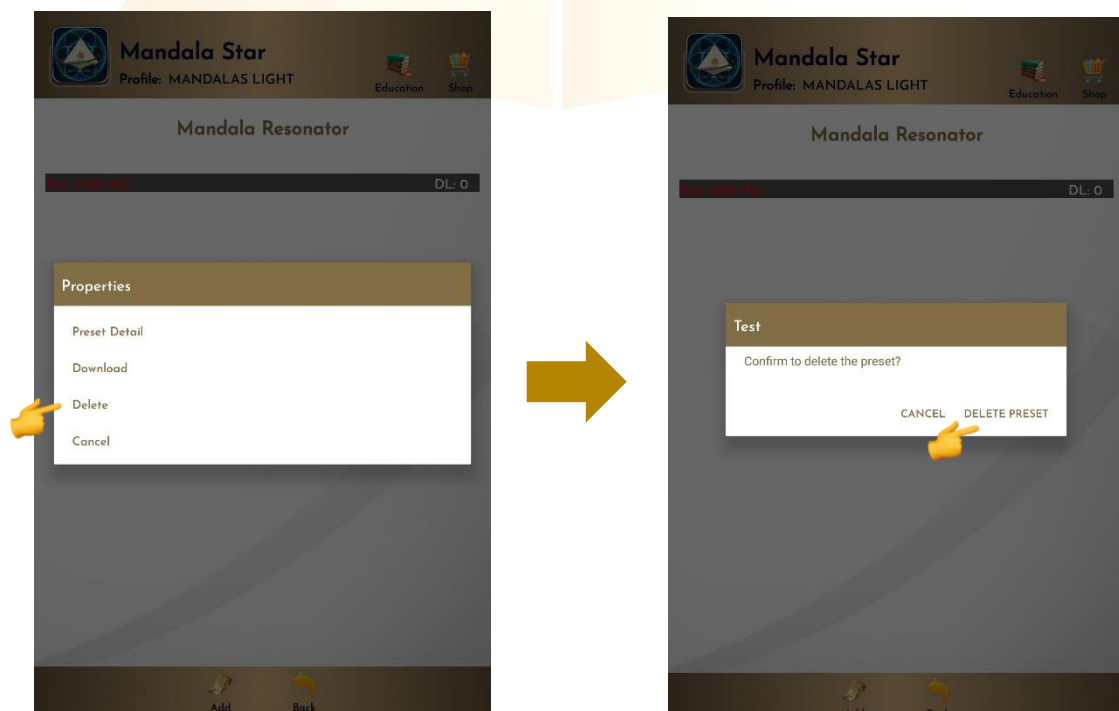 Mandala Star
Profile: MANDALAS LIGHT
Education
Shop
Mandala Resonator
DL: 0
Properties
Preset Detail
Download
Delete
Cancel
Add
Back
Mandala Star
Profile: MANDALAS LIGHT
Education
Shop
Mandala Resonator
DL: 0
Test
Confirm to delete the preset?
CANCEL
DELETE PRESET